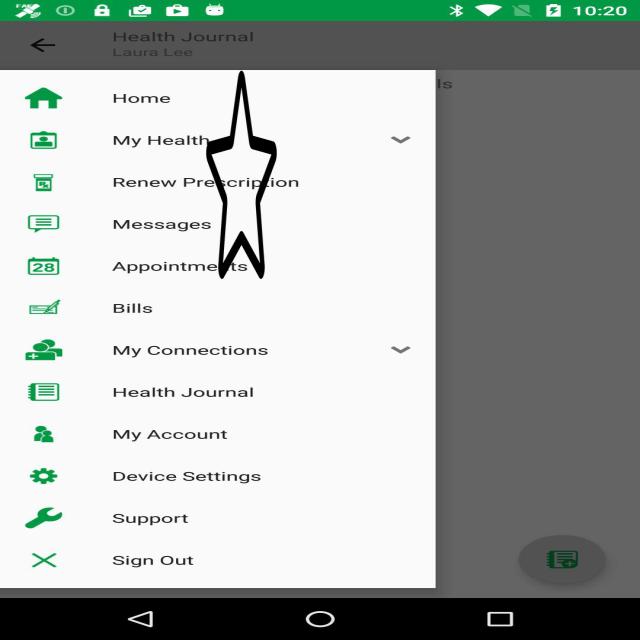 10:20
Health Journal
Laura Lee
ls
Home
My Health
Renew Prescription
Messages
28
Appointments
Bills
My Connections
Health Journal
My Account
Device Settings
Support
Sign Out